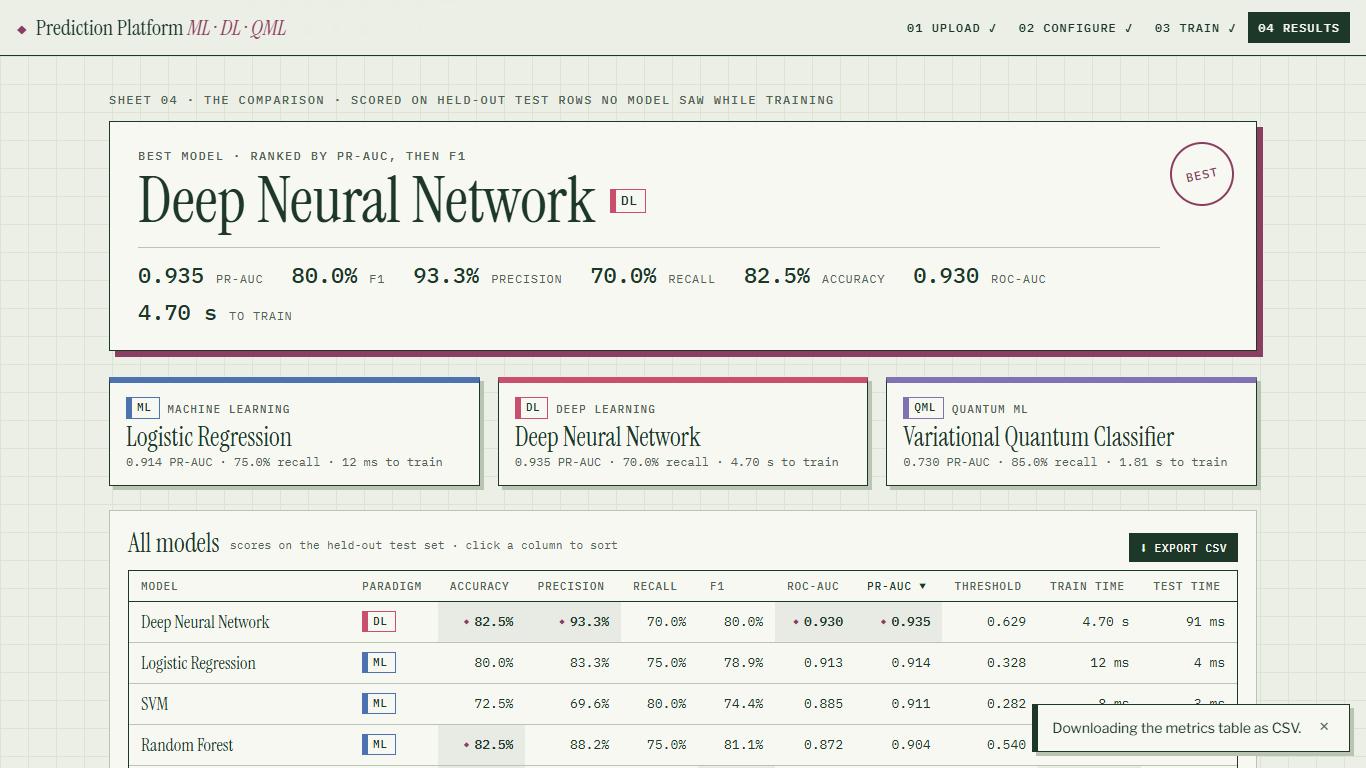 ◆ Prediction Platform ML · DL · QML 01 UPLOAD ✓ 02 CONFIGURE ✓ 03 TRAIN ✓ 04 RESULTS
SHEET 04 · THE COMPARISON · SCORED ON HELD-OUT TEST ROWS NO MODEL SAW WHILE TRAINING
BEST MODEL · RANKED BY PR-AUC, THEN F1
BEST
Deep Neural Network DL
0.935 PR-AUC 80.0% F1 93.3% PRECISION 70.0% RECALL 82.5% ACCURACY 0.930 ROC-AUC
4.70 s TO TRAIN
ML MACHINE LEARNING
Logistic Regression
0.914 PR-AUC · 75.0% recall · 12 ms to train
DL DEEP LEARNING
Deep Neural Network
0.935 PR-AUC · 70.0% recall · 4.70 s to train
QML QUANTUM ML
Variational Quantum Classifier
0.730 PR-AUC · 85.0% recall · 1.81 s to train
All models scores on the held-out test set · click a column to sort
⬇ EXPORT CSV
MODEL PARADIGM ACCURACY PRECISION RECALL F1 ROC-AUC PR-AUC ▼ THRESHOLD TRAIN TIME TEST TIME
Deep Neural Network DL ◆ 82.5% ◆ 93.3% 70.0% 80.0% ◆ 0.930 ◆ 0.935 0.629 4.70 s 91 ms
Logistic Regression ML 80.0% 83.3% 75.0% 78.9% 0.913 0.914 0.328 12 ms 4 ms
SVM ML 72.5% 69.6% 80.0% 74.4% 0.885 0.911 0.282
Random Forest ML ◆ 82.5% 88.2% 75.0% 81.1% 0.872 0.904 0.540
Downloading the metrics table as CSV. ×